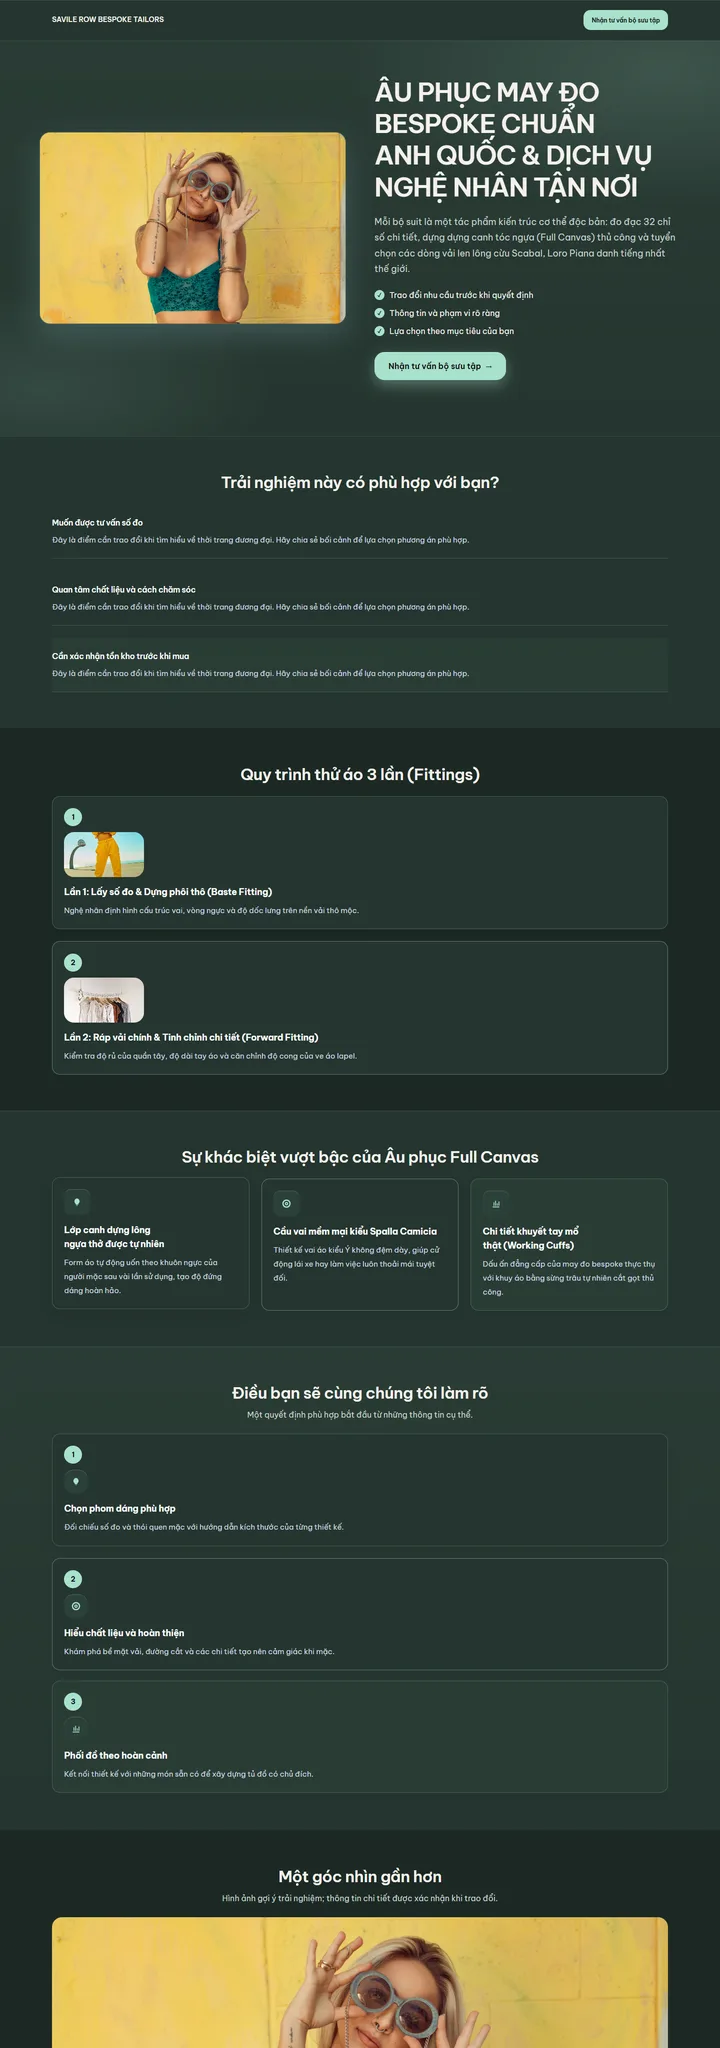 SAVILE ROW BESPOKE TAILORS
Nhận tư vấn bộ sưu tập
ÂU PHỤC MAY ĐO
BESPOKE CHUẨN
ANH QUỐC & DỊCH VỤ
NGHỆ NHÂN TẬN NƠI
Mỗi bộ suit là một tác phẩm kiến trúc cơ thể độc bản: đo đạc 32 chỉ
số chi tiết, dựng dựng canh tóc ngựa (Full Canvas) thủ công và tuyển
chọn các dòng vải len lông cừu Scabal, Loro Piana danh tiếng nhất
thế giới.
✓ Trao đổi nhu cầu trước khi quyết định
✓ Thông tin và phạm vi rõ ràng
✓ Lựa chọn theo mục tiêu của bạn
Nhận tư vấn bộ sưu tập →
Trải nghiệm này có phù hợp với bạn?
Muốn được tư vấn số đo
Đây là điểm cần trao đổi khi tìm hiểu về thời trang đương đại. Hãy chia sẻ bối cảnh để lựa chọn phương án phù hợp.
Quan tâm chất liệu và cách chăm sóc
Đây là điểm cần trao đổi khi tìm hiểu về thời trang đương đại. Hãy chia sẻ bối cảnh để lựa chọn phương án phù hợp.
Cần xác nhận tồn kho trước khi mua
Đây là điểm cần trao đổi khi tìm hiểu về thời trang đương đại. Hãy chia sẻ bối cảnh để lựa chọn phương án phù hợp.
Quy trình thử áo 3 lần (Fittings)
1
Lần 1: Lấy số đo & Dựng phôi thô (Baste Fitting)
Nghệ nhân định hình cấu trúc vai, vòng ngực và độ dốc lưng trên nền vải thô mộc.
2
Lần 2: Ráp vải chính & Tinh chỉnh chi tiết (Forward Fitting)
Kiểm tra độ rủ của quần tây, độ dài tay áo và căn chỉnh độ cong của ve áo lapel.
Sự khác biệt vượt bậc của Âu phục Full Canvas
Lớp canh dựng lông
ngựa thở được tự nhiên
Form áo tự động uốn theo khuôn ngực của
người mặc sau vài lần sử dụng, tạo độ đứng
dáng hoàn hảo.
Cầu vai mềm mại kiểu Spalla Camicia
Thiết kế vai áo kiểu Ý không đệm dày, giúp cử
động lái xe hay làm việc luôn thoải mái tuyệt
đối.
Chi tiết khuyết tay mổ
thật (Working Cuffs)
Dấu ấn đẳng cấp của may đo bespoke thực thụ
với khuy áo bằng sừng trâu tự nhiên cắt gọt thủ
công.
Điều bạn sẽ cùng chúng tôi làm rõ
Một quyết định phù hợp bắt đầu từ những thông tin cụ thể.
1
Chọn phom dáng phù hợp
Đối chiếu số đo và thói quen mặc với hướng dẫn kích thước của từng thiết kế.
2
Hiểu chất liệu và hoàn thiện
Khám phá bề mặt vải, đường cắt và các chi tiết tạo nên cảm giác khi mặc.
3
Phối đồ theo hoàn cảnh
Kết nối thiết kế với những món sẵn có để xây dựng tủ đồ có chủ đích.
Một góc nhìn gần hơn
Hình ảnh gợi ý trải nghiệm; thông tin chi tiết được xác nhận khi trao đổi.